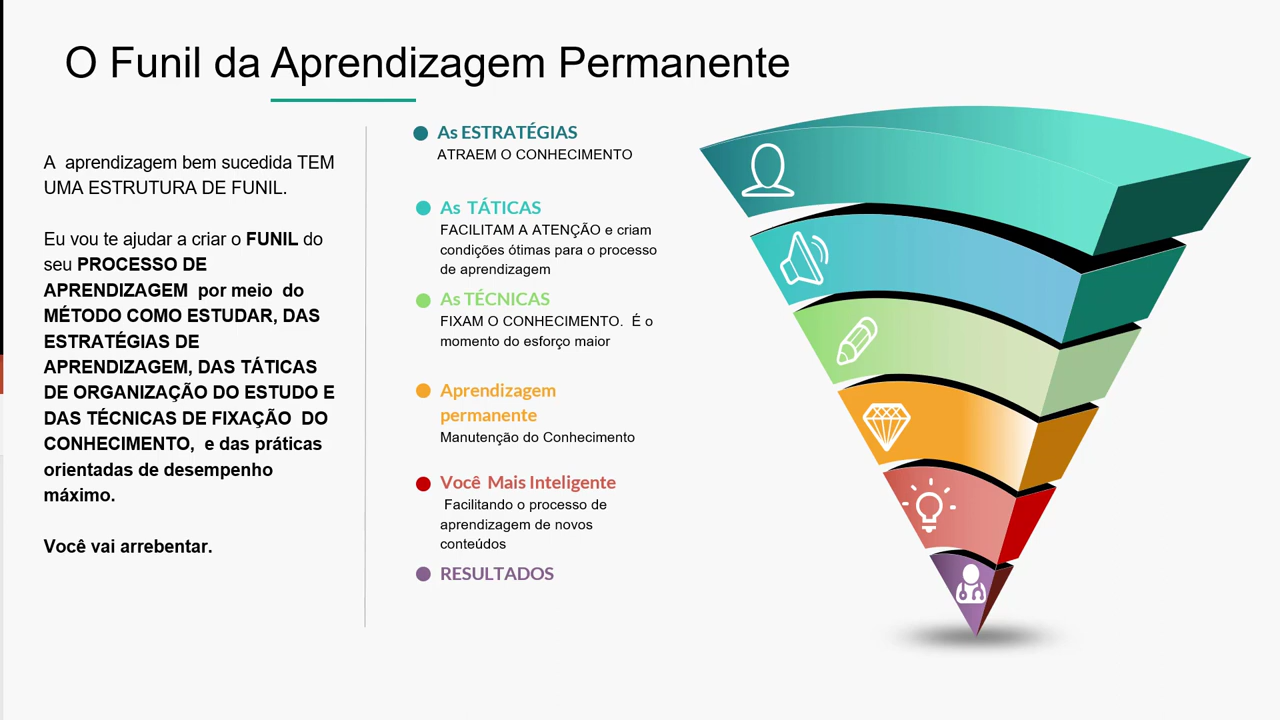 O Funil da Aprendizagem Permanente
A aprendizagem bem sucedida TEM
UMA ESTRUTURA DE FUNIL.
Eu vou te ajudar a criar o FUNIL do
seu PROCESSO DE
APRENDIZAGEM por meio do
MÉTODO COMO ESTUDAR, DAS
ESTRATÉGIAS DE
APRENDIZAGEM, DAS TÁTICAS
DE ORGANIZAÇÃO DO ESTUDO E
DAS TÉCNICAS DE FIXAÇÃO DO
CONHECIMENTO, e das práticas
orientadas de desempenho
máximo.
Você vai arrebentar.
As ESTRATÉGIAS
ATRAEM O CONHECIMENTO
As TÁTICAS
FACILITAM A ATENÇÃO e criam
condições ótimas para o processo
de aprendizagem
As TÉCNICAS
FIXAM O CONHECIMENTO. É o
momento do esforço maior
Aprendizagem
permanente
Manutenção do Conhecimento
Você Mais Inteligente
Facilitando o processo de
aprendizagem de novos
conteúdos
RESULTADOS